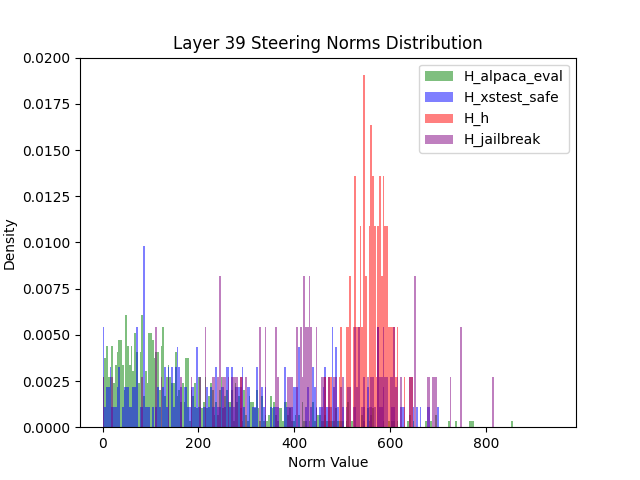 Layer 39 Steering Norms Distribution
H_alpaca_eval
H_xstest_safe
H_h
H_jailbreak
Density
0.0200
0.0175
0.0150
0.0125
0.0100
0.0075
0.0050
0.0025
0.0000
0 200 400 600 800
Norm Value